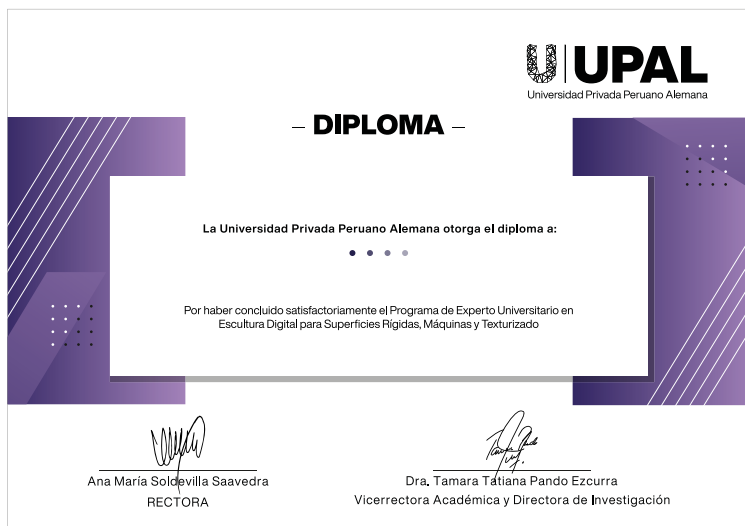 UPAL
Universidad Privada Peruano Alemana
– DIPLOMA –
La Universidad Privada Peruano Alemana otorga el diploma a:
Por haber concluido satisfactoriamente el Programa de Experto Universitario en
Escultura Digital para Superficies Rígidas, Máquinas y Texturizado
Ana María Soldevilla Saavedra
RECTORA
Dra. Tamara Tatiana Pando Ezcurra
Vicerrectora Académica y Directora de Investigación